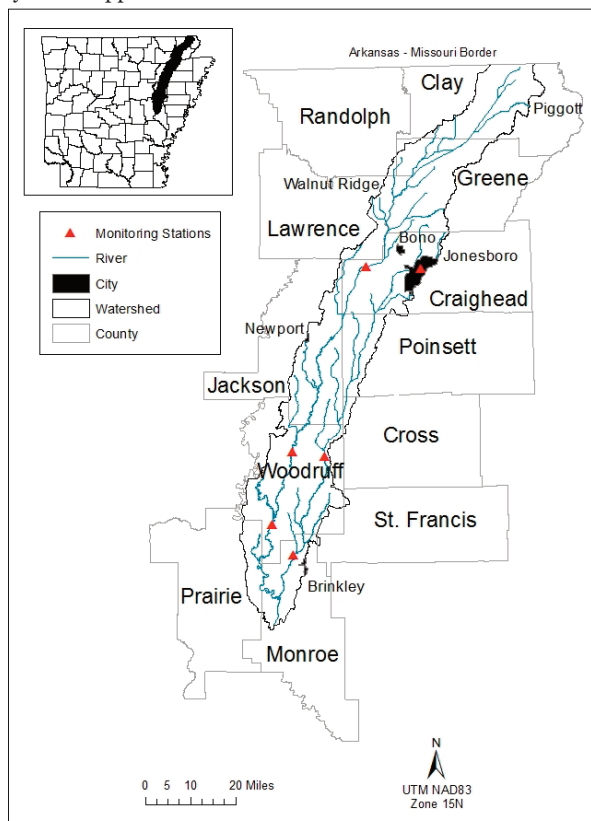 Arkansas - Missouri Border
Clay
Randolph
Piggott
Walnut Ridge
Greene
Lawrence
Bono
Jonesboro
Craighead
Monitoring Stations
River
City
Watershed
County
Newport
Poinsett
Jackson
Cross
Woodruff
St. Francis
Brinkley
Prairie
Monroe
N
0 5 10 20 Miles
UTM NAD83
Zone 15N